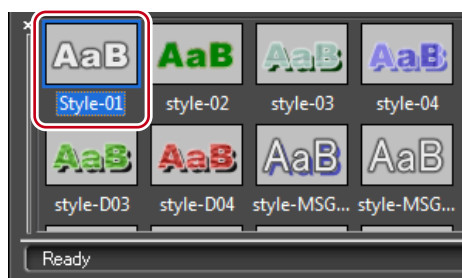 AaB AaB AaB AaB
Style-01 style-02 style-03 style-04
AaB AaB AaB AaB
style-D03 style-D04 style-MSG... style-MSG...
Ready